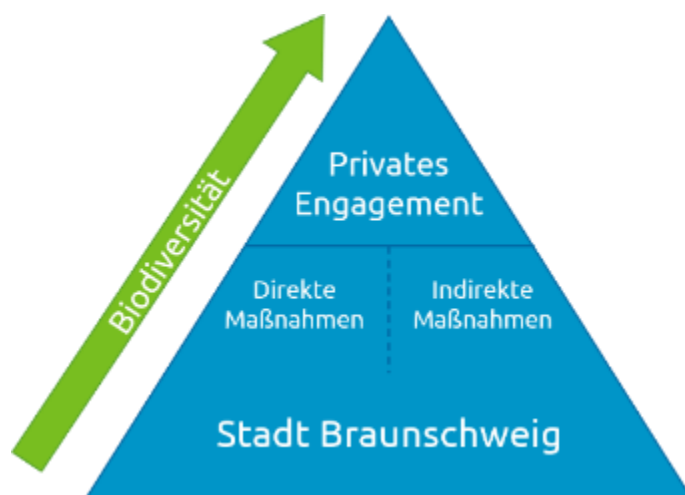 Biodiversität
Privates
Engagement
Direkte
Maßnahmen
Indirekte
Maßnahmen
Stadt Braunschweig